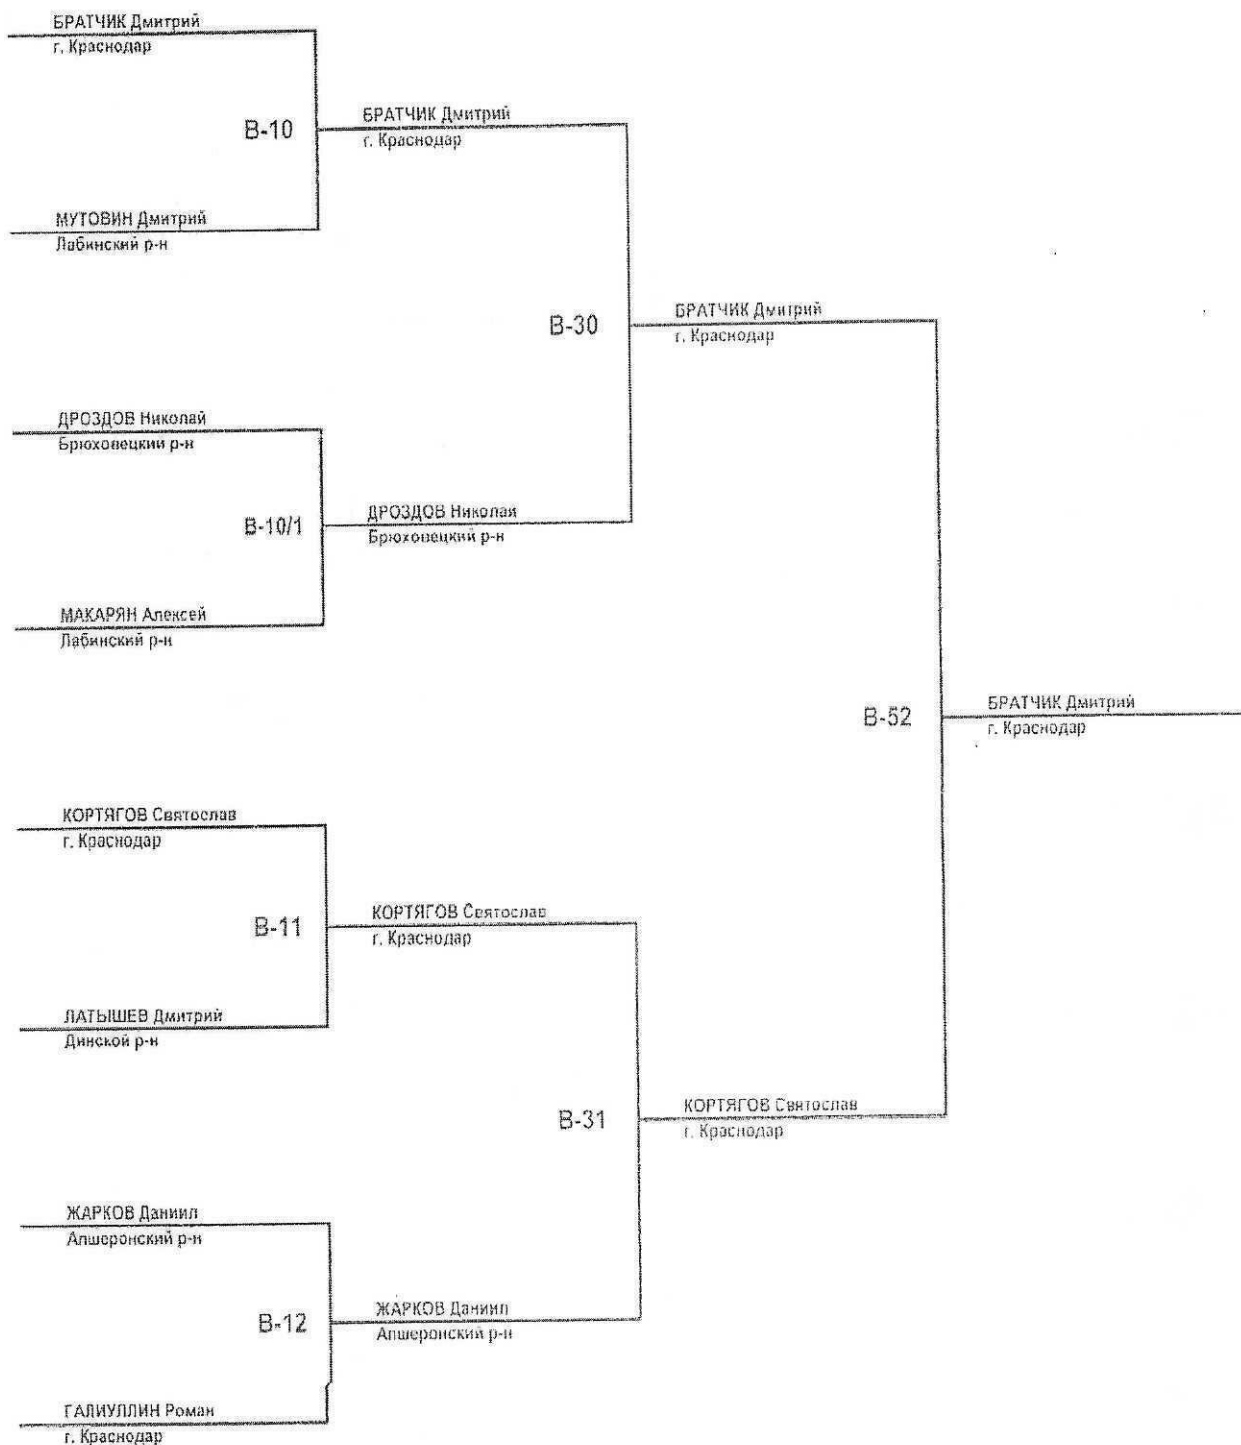 БРАТЧИК Дмитрий
г. Краснодар
В-10
БРАТЧИК Дмитрий
г. Краснодар
МУТОВИН Дмитрий
Лабинский р-н
В-30
БРАТЧИК Дмитрий
г. Краснодар
ДРОЗДОВ Николай
Брюховецкий р-н
В-10/1
ДРОЗДОВ Николай
Брюховецкий р-н
МАКАРЯН Алексей
Лабинский р-н
В-52
БРАТЧИК Дмитрий
г. Краснодар
КОРТЯГОВ Святослав
г. Краснодар
В-11
КОРТЯГОВ Святослав
г. Краснодар
ЛАТЫШЕВ Дмитрий
Динской р-н
В-31
КОРТЯГОВ Святослав
г. Краснодар
ЖАРКОВ Даниил
Апшеронский р-н
В-12
ЖАРКОВ Даниил
Апшеронский р-н
ГАЛИУЛЛИН Роман
г. Краснодар